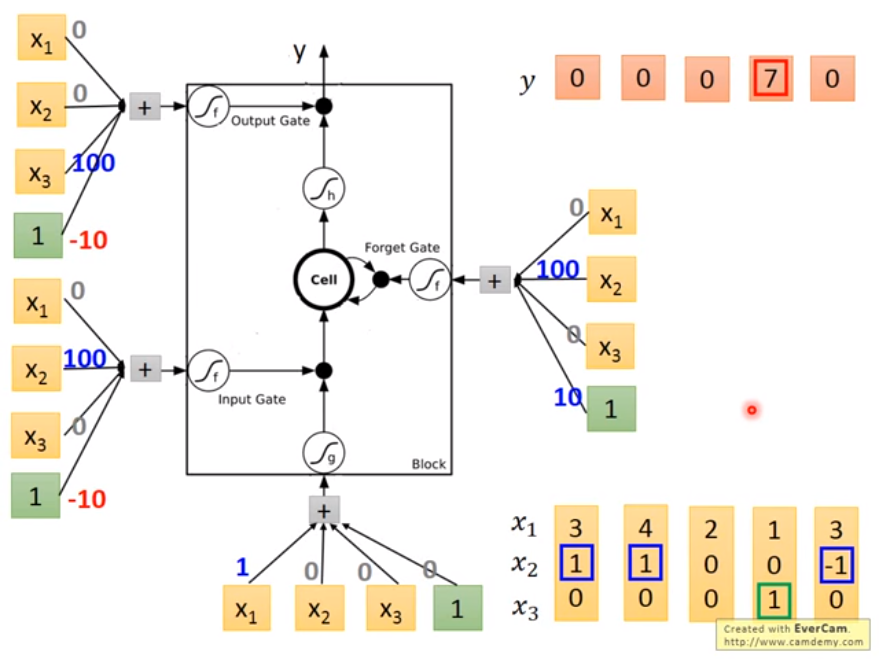 x₁ 0
x₂ 0
x₃ 100
1 -10
+
f
Output Gate
y
h
Forget Gate
Cell
f
+
x₁ 0
x₂ 100
x₃ 0
1 -10
+
f
Input Gate
g
Block
+
1 0 0 0
x₁ x₂ x₃ 1
y 0 0 0 7 0
0 x₁
100 x₂
0 x₃
10 1
x₁ 3 4 2 1 3
x₂ 1 1 0 0 -1
x₃ 0 0 0 1 0
Created with EverCam.
http://www.camdemy.com